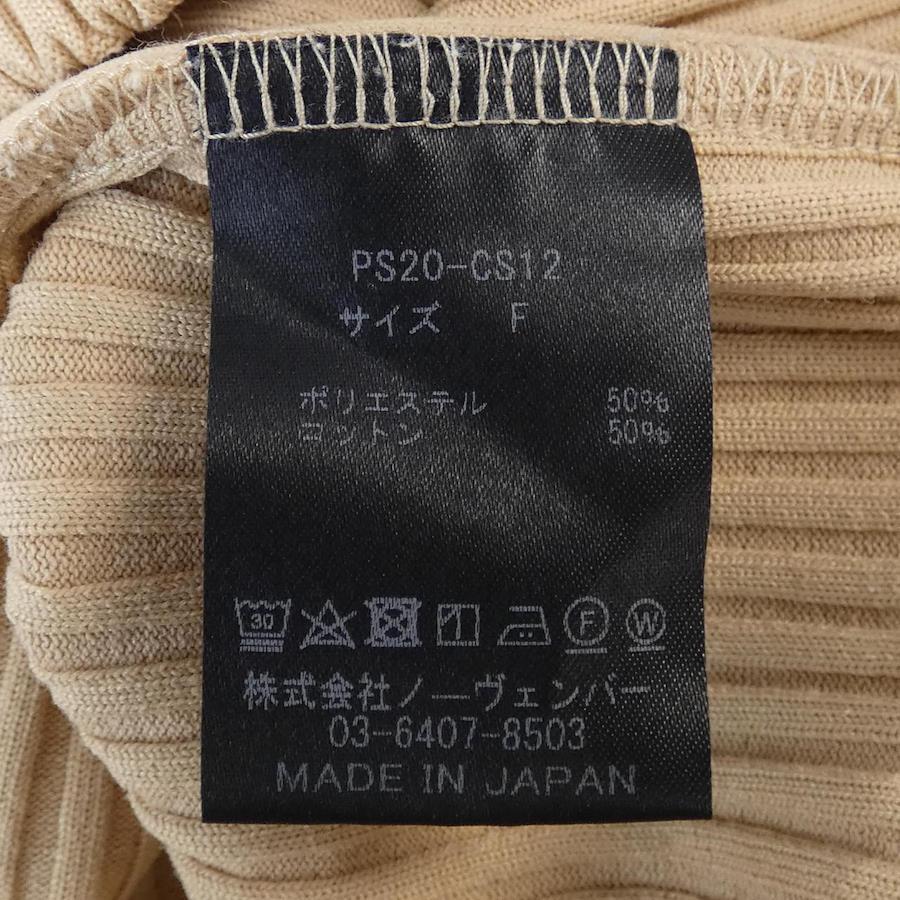 PS20-CS12
サイズ F
ポリエステル 50%
コットン 50%
30 F W
株式会社ノーヴェンバー
03-6407-8503
MADE IN JAPAN